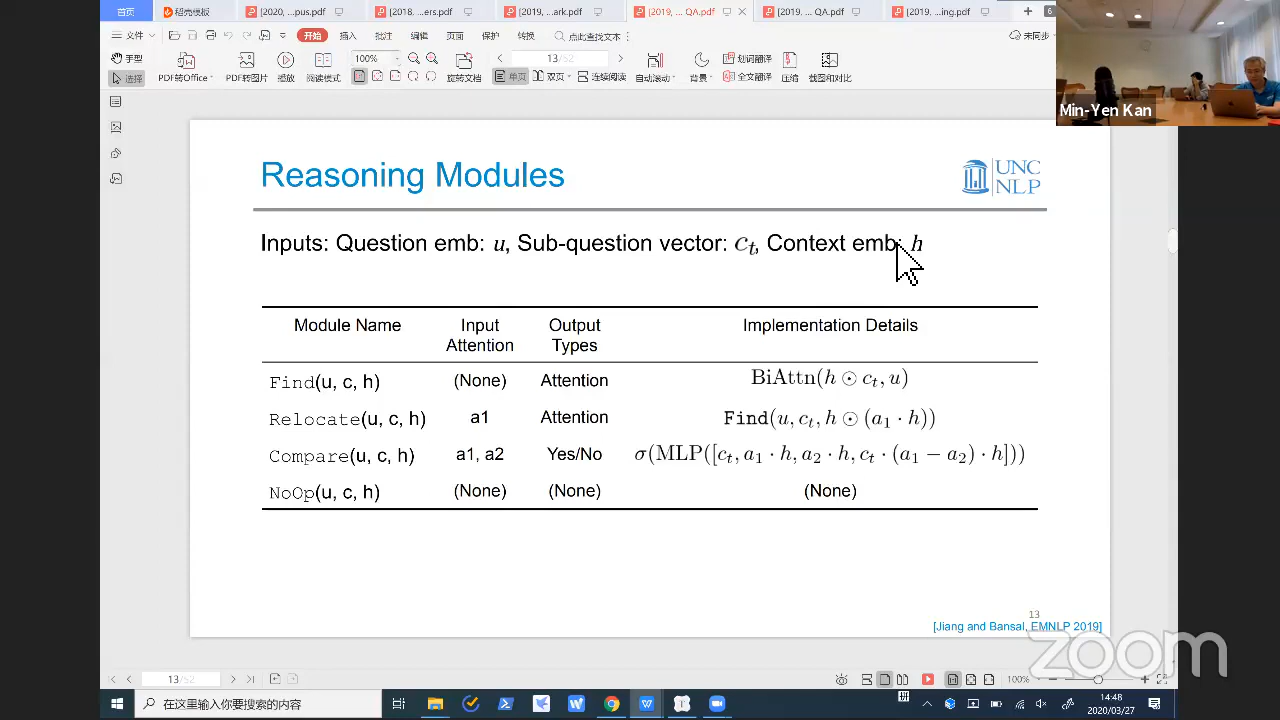 首页
稻壳模板
[2020, ...pus.pdf
[2018. ...ers.pdf
[2019, ...ark.pdf
[2019, ... QA.pdf
[2019, ...QA.pdf
[2019, ...ing.pdf
6
文件
开始
插入
批注
编辑
页面
保护
转换
点此查找文本
未同步
手型
选择
PDF转Office
PDF转图片
播放
阅读模式
100%
旋转文档
13/52
单页
双页
连续阅读
自动滚动
背景
划词翻译
全文翻译
压缩
截图和对比
Min-Yen Kan
Reasoning Modules
UNC
NLP
Inputs: Question emb: u, Sub-question vector: c_t, Context emb: h
Module Name
Input Attention
Output Types
Implementation Details
Find(u, c, h) (None) Attention BiAttn(h ⊙ c_t, u)
Relocate(u, c, h) a1 Attention Find(u, c_t, h ⊙ (a_1 · h))
Compare(u, c, h) a1, a2 Yes/No σ(MLP([c_t, a_1 · h, a_2 · h, c_t · (a_1 − a_2) · h]))
NoOp(u, c, h) (None) (None) (None)
13
[Jiang and Bansal, EMNLP 2019]
zoom
13/52
100%
在这里输入你要搜索的内容
14:48
2020/03/27